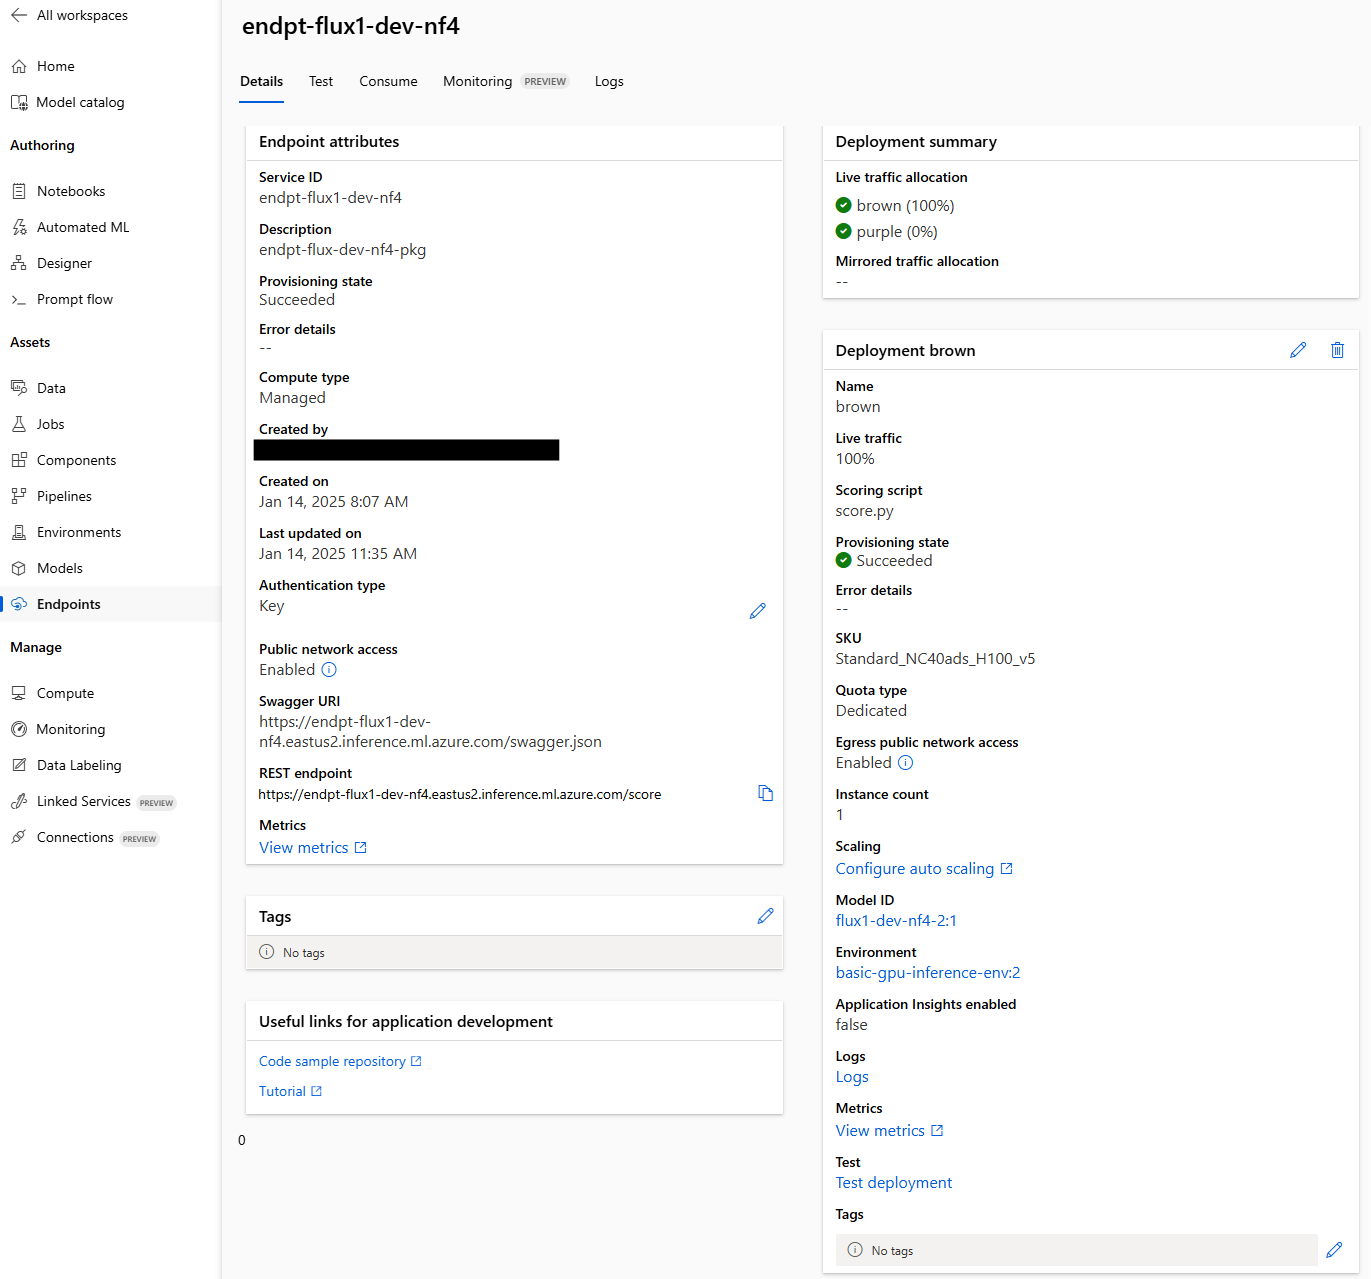 All workspaces
Home
Model catalog
Authoring
Notebooks
Automated ML
Designer
Prompt flow
Assets
Data
Jobs
Components
Pipelines
Environments
Models
Endpoints
Manage
Compute
Monitoring
Data Labeling
Linked Services PREVIEW
Connections PREVIEW
endpt-flux1-dev-nf4
Details Test Consume Monitoring PREVIEW Logs
Endpoint attributes
Service ID
endpt-flux1-dev-nf4
Description
endpt-flux-dev-nf4-pkg
Provisioning state
Succeeded
Error details
--
Compute type
Managed
Created by
Created on
Jan 14, 2025 8:07 AM
Last updated on
Jan 14, 2025 11:35 AM
Authentication type
Key
Public network access
Enabled
Swagger URI
https://endpt-flux1-dev-
nf4.eastus2.inference.ml.azure.com/swagger.json
REST endpoint
https://endpt-flux1-dev-nf4.eastus2.inference.ml.azure.com/score
Metrics
View metrics
Tags
No tags
Useful links for application development
Code sample repository
Tutorial
0
Deployment summary
Live traffic allocation
brown (100%)
purple (0%)
Mirrored traffic allocation
--
Deployment brown
Name
brown
Live traffic
100%
Scoring script
score.py
Provisioning state
Succeeded
Error details
--
SKU
Standard_NC40ads_H100_v5
Quota type
Dedicated
Egress public network access
Enabled
Instance count
1
Scaling
Configure auto scaling
Model ID
flux1-dev-nf4-2:1
Environment
basic-gpu-inference-env:2
Application Insights enabled
false
Logs
Logs
Metrics
View metrics
Test
Test deployment
Tags
No tags